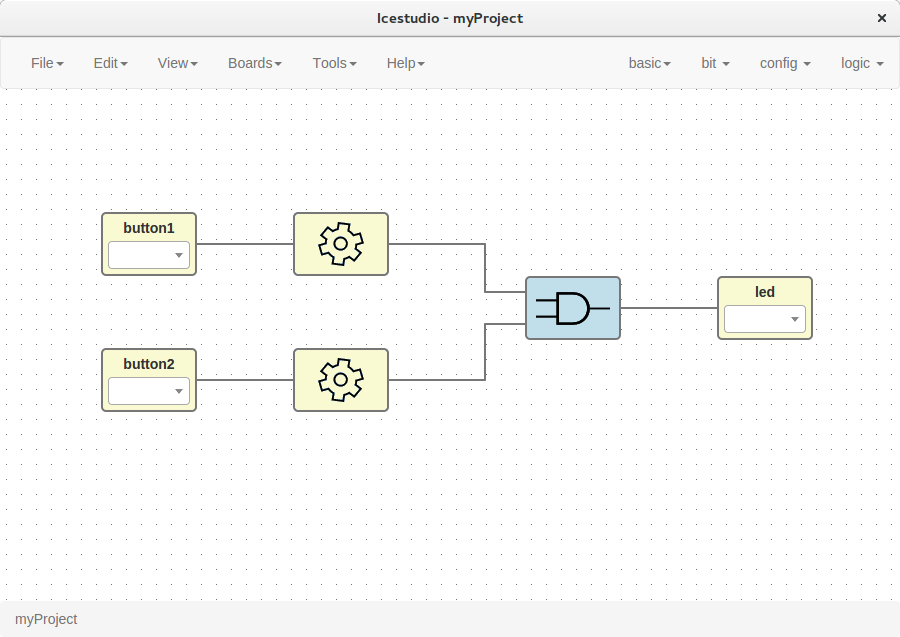 Icestudio - myProject
File Edit View Boards Tools Help basic bit config logic
button1
led
button2
myProject